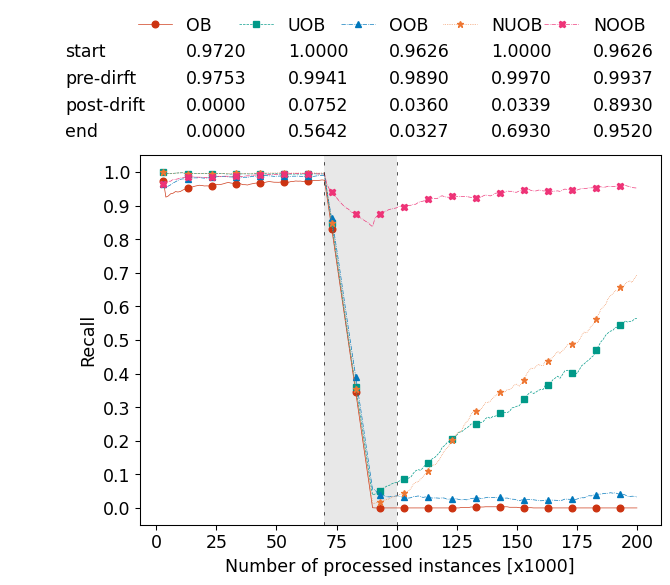 OB UOB OOB NUOB NOOB
start 0.9720 1.0000 0.9626 1.0000 0.9626
pre-dirft 0.9753 0.9941 0.9890 0.9970 0.9937
post-drift 0.0000 0.0752 0.0360 0.0339 0.8930
end 0.0000 0.5642 0.0327 0.6930 0.9520
1.0
0.9
0.8
0.7
0.6
0.5
0.4
0.3
0.2
0.1
0.0
Recall
0 25 50 75 100 125 150 175 200
Number of processed instances [x1000]